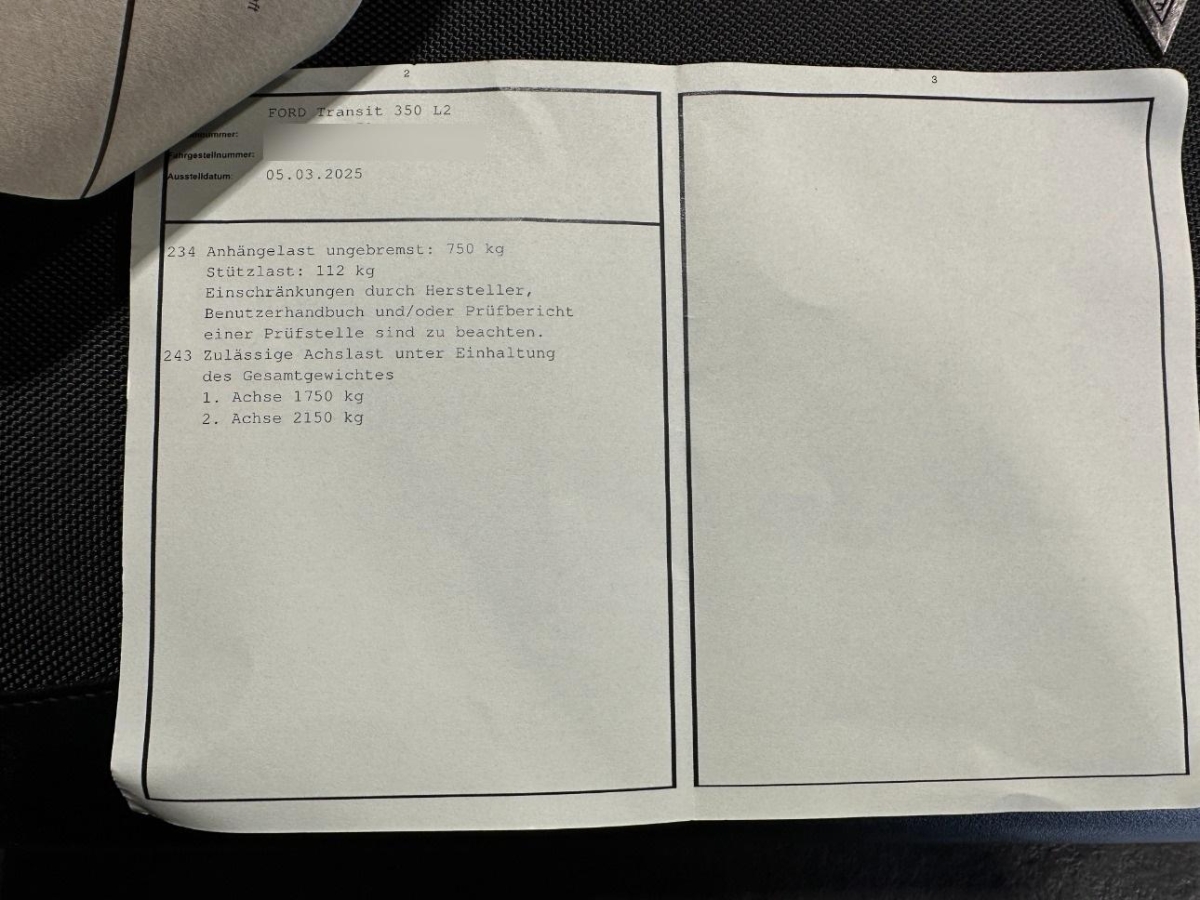 2
FORD Transit 350 L2
nummer:
Fahrgestellnummer:
Ausstelldatum: 05.03.2025
234 Anhängelast ungebremst: 750 kg
Stützlast: 112 kg
Einschränkungen durch Hersteller,
Benutzerhandbuch und/oder Prüfbericht
einer Prüfstelle sind zu beachten.
243 Zulässige Achslast unter Einhaltung
des Gesamtgewichtes
1. Achse 1750 kg
2. Achse 2150 kg
3